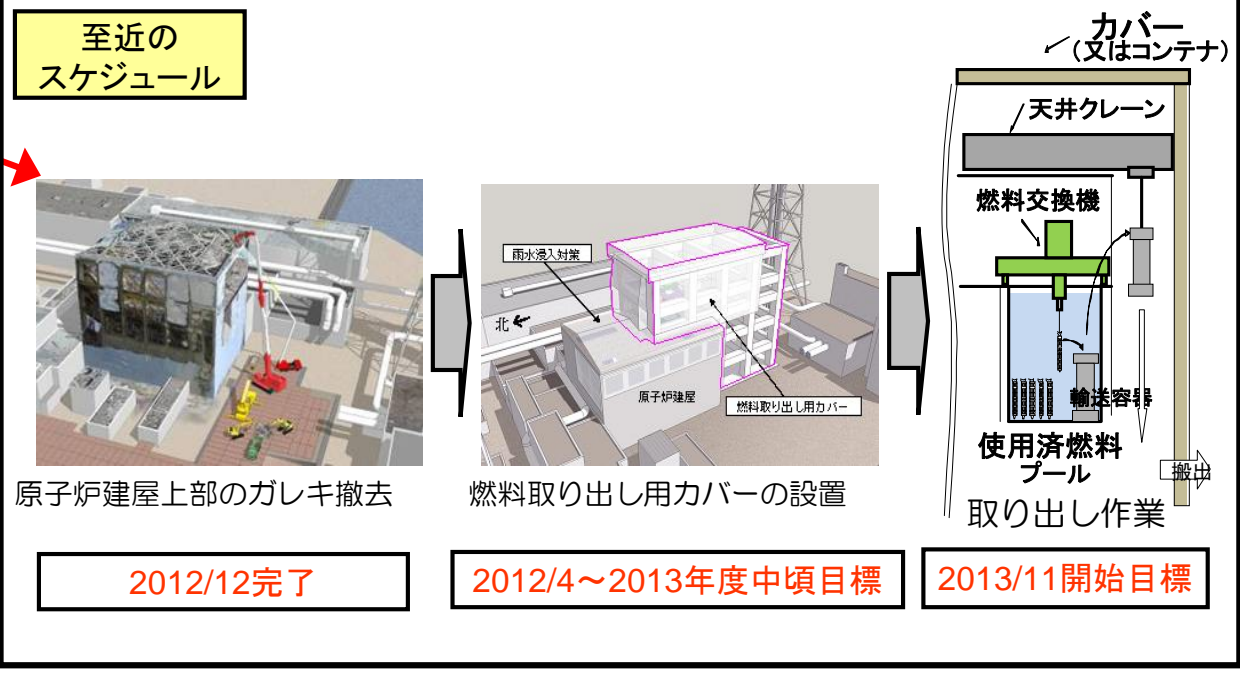 至近の
スケジュール
カバー
(又はコンテナ)
天井クレーン
燃料交換機
雨水浸入対策
北
原子炉建屋
燃料取り出し用カバー
輸送容器
使用済燃料
プール
搬出
原子炉建屋上部のガレキ撤去
燃料取り出し用カバーの設置
取り出し作業
2012/12完了
2012/4～2013年度中頃目標
2013/11開始目標